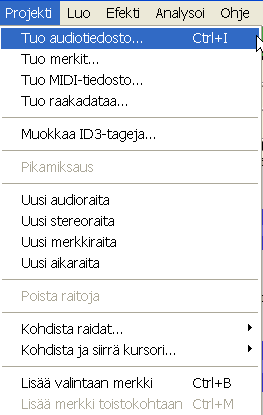 Projekti Luo Efekti Analysoi Ohje
Tuo audiotiedosto... Ctrl+I
Tuo merkit...
Tuo MIDI-tiedosto...
Tuo raakadataa...
Muokkaa ID3-tageja...
Pikamiksaus
Uusi audioraita
Uusi stereoraita
Uusi merkkiraita
Uusi aikaraita
Poista raitoja
Kohdista raidat...
Kohdista ja siirrä kursori...
Lisää valintaan merkki Ctrl+B
Lisää merkki toistokohtaan Ctrl+M